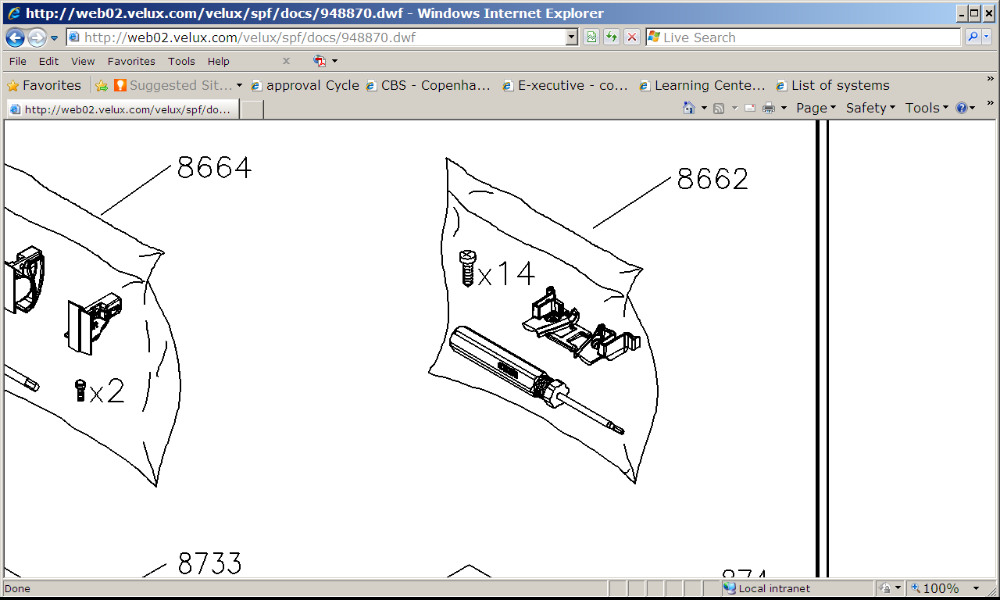 http://web02.velux.com/velux/spf/docs/948870.dwf - Windows Internet Explorer
http://web02.velux.com/velux/spf/docs/948870.dwf Live Search
File Edit View Favorites Tools Help x
Favorites Suggested Sit... approval Cycle CBS - Copenha... E-xecutive - co... Learning Cente... List of systems »
http://web02.velux.com/velux/spf/do... Page Safety Tools »
8664
8662
x14
x2
8733
Done Local intranet 100%